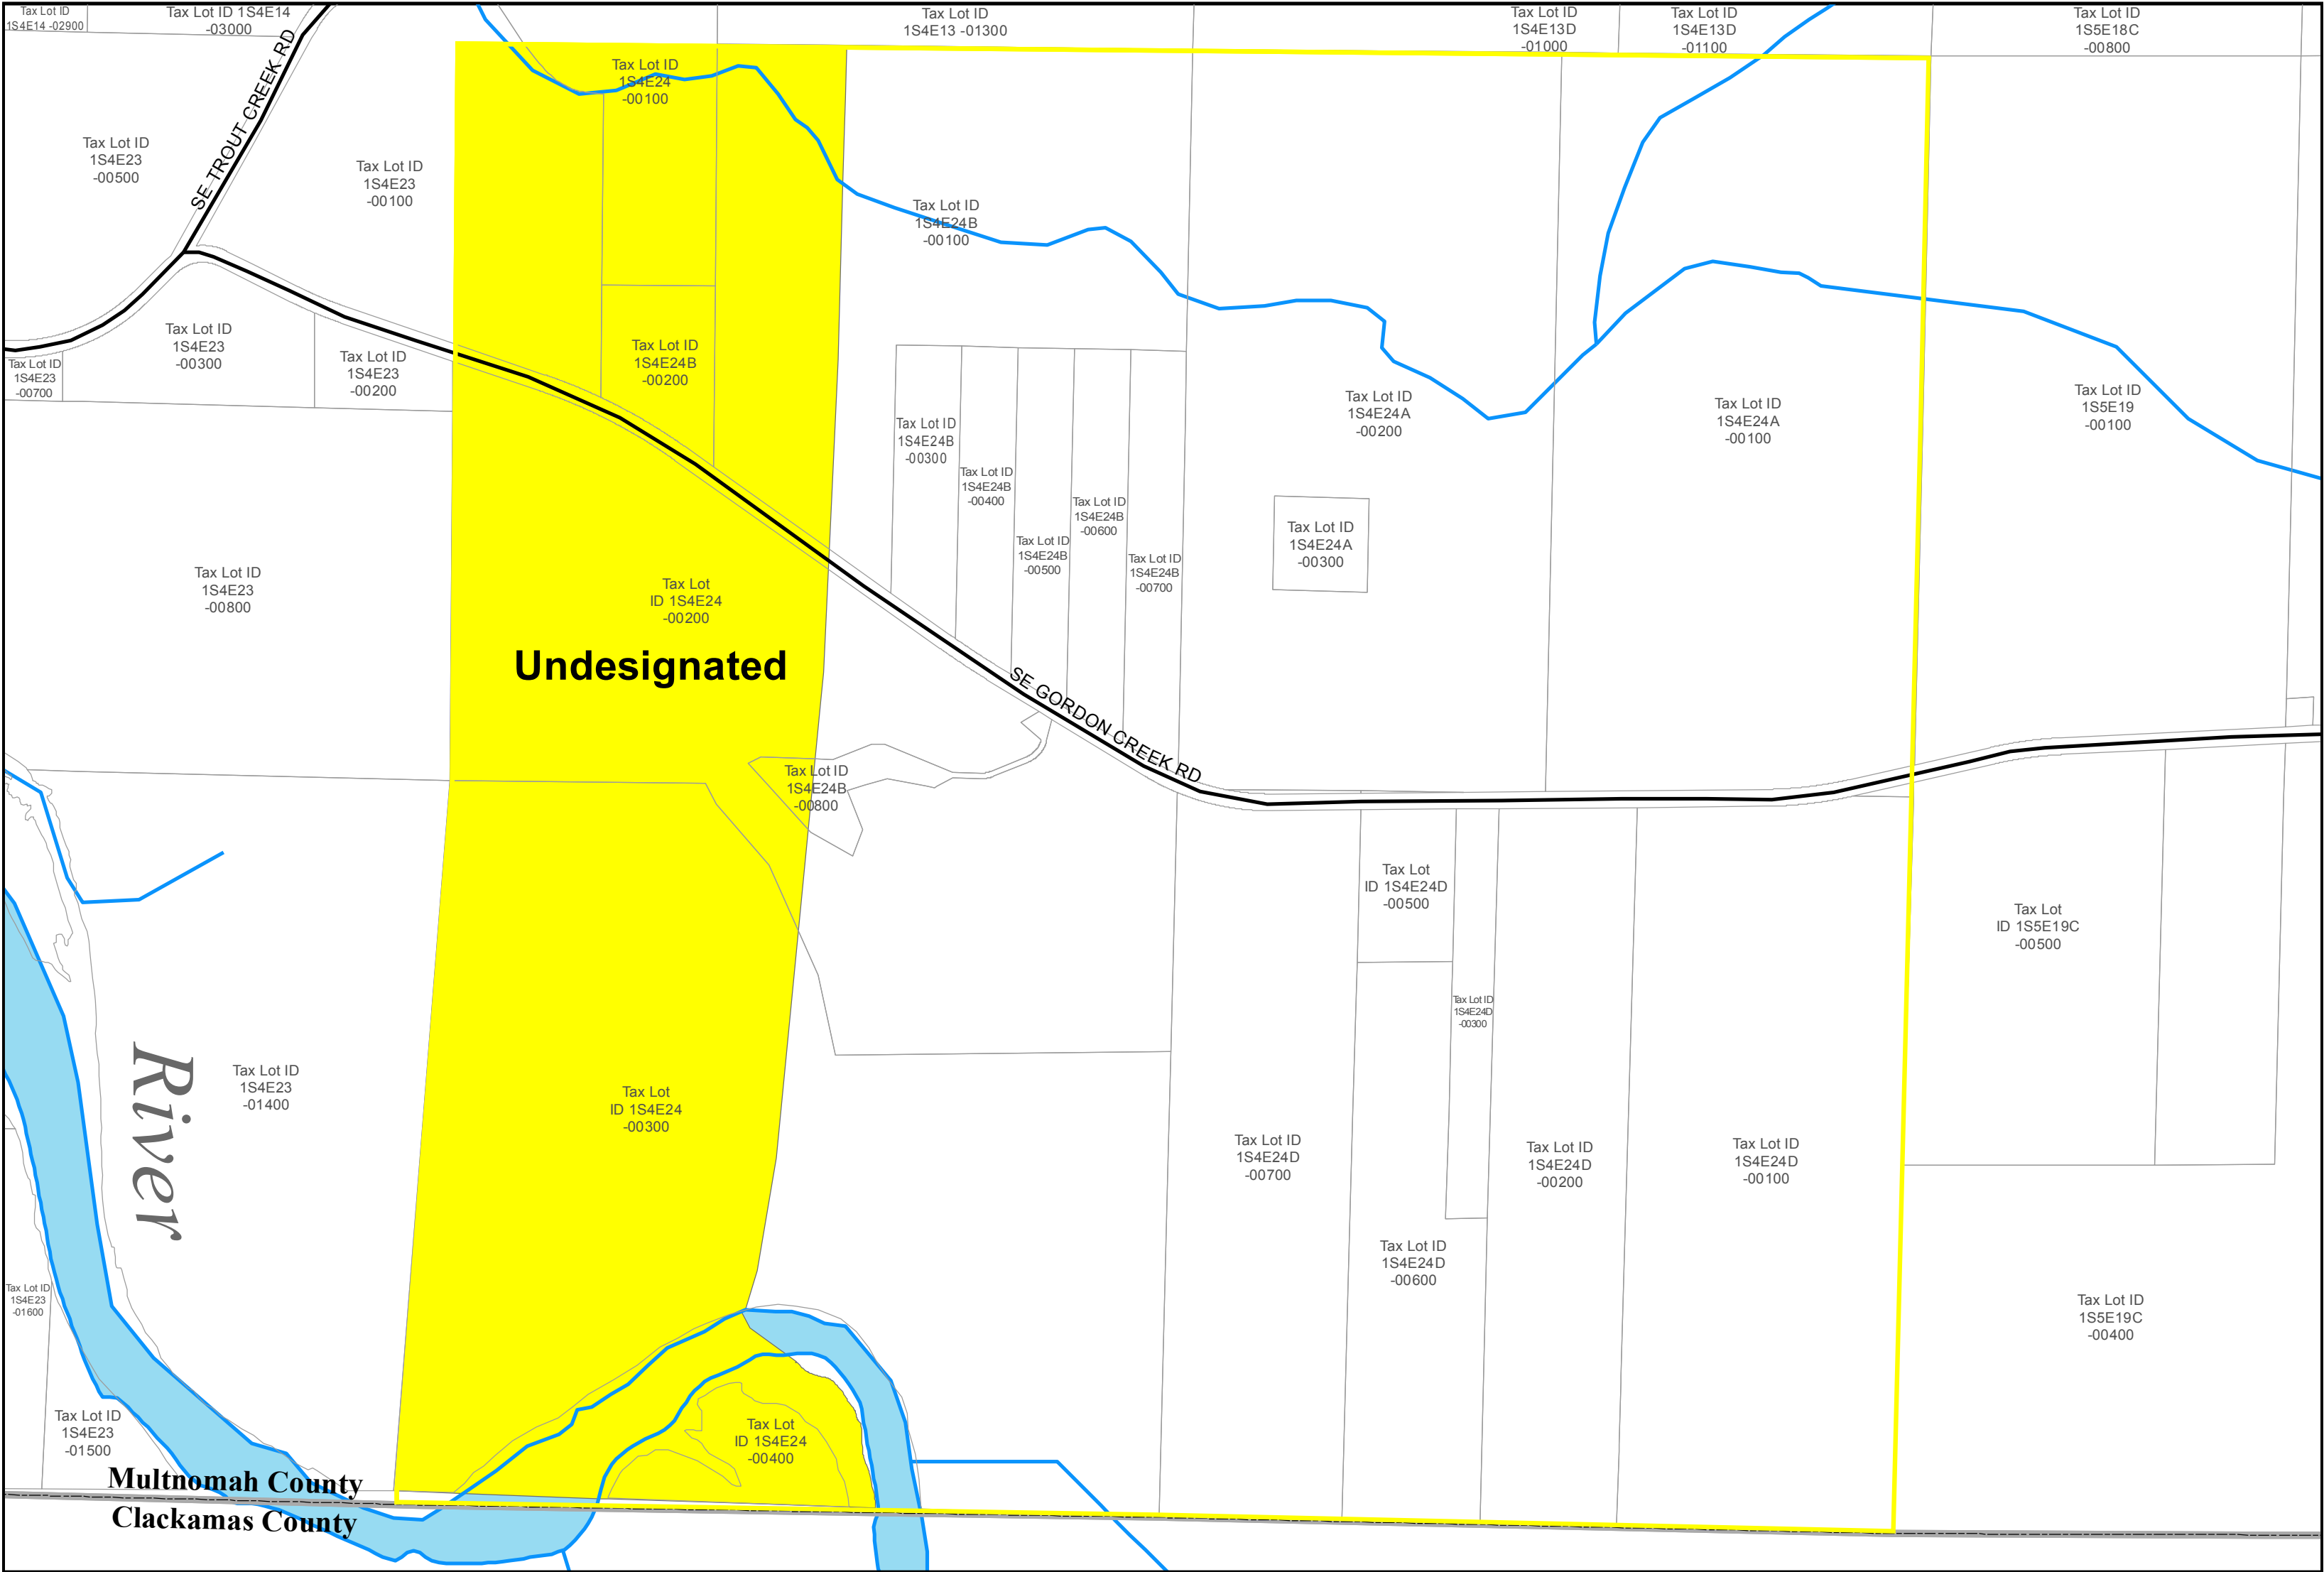 Tax Lot ID
1S4E14 -02900
Tax Lot ID 1S4E14
-03000
Tax Lot ID
1S4E13 -01300
Tax Lot ID
1S4E13D
-01000
Tax Lot ID
1S4E13D
-01100
Tax Lot ID
1S5E18C
-00800
SE TROUT CREEK RD
Tax Lot ID
1S4E24
-00100
Tax Lot ID
1S4E23
-00500
Tax Lot ID
1S4E23
-00100
Tax Lot ID
1S4E24B
-00100
Tax Lot ID
1S4E23
-00300
Tax Lot ID
1S4E23
-00700
Tax Lot ID
1S4E23
-00200
Tax Lot ID
1S4E24B
-00200
Tax Lot ID
1S4E24B
-00300
Tax Lot ID
1S4E24B
-00400
Tax Lot ID
1S4E24B
-00500
Tax Lot ID
1S4E24B
-00600
Tax Lot ID
1S4E24B
-00700
Tax Lot ID
1S4E24A
-00200
Tax Lot ID
1S4E24A
-00300
Tax Lot ID
1S4E24A
-00100
Tax Lot ID
1S5E19
-00100
Tax Lot ID
1S4E23
-00800
Tax Lot
ID 1S4E24
-00200
Undesignated
SE GORDON CREEK RD
Tax Lot ID
1S4E24B
-00800
Tax Lot
ID 1S4E24D
-00500
Tax Lot
ID 1S5E19C
-00500
Tax Lot ID
1S4E24D
-00300
River
Tax Lot ID
1S4E23
-01400
Tax Lot
ID 1S4E24
-00300
Tax Lot ID
1S4E24D
-00700
Tax Lot ID
1S4E24D
-00200
Tax Lot ID
1S4E24D
-00100
Tax Lot ID
1S4E24D
-00600
Tax Lot ID
1S4E23
-01600
Tax Lot ID
1S5E19C
-00400
Tax Lot ID
1S4E23
-01500
Tax Lot
ID 1S4E24
-00400
Multnomah County
Clackamas County